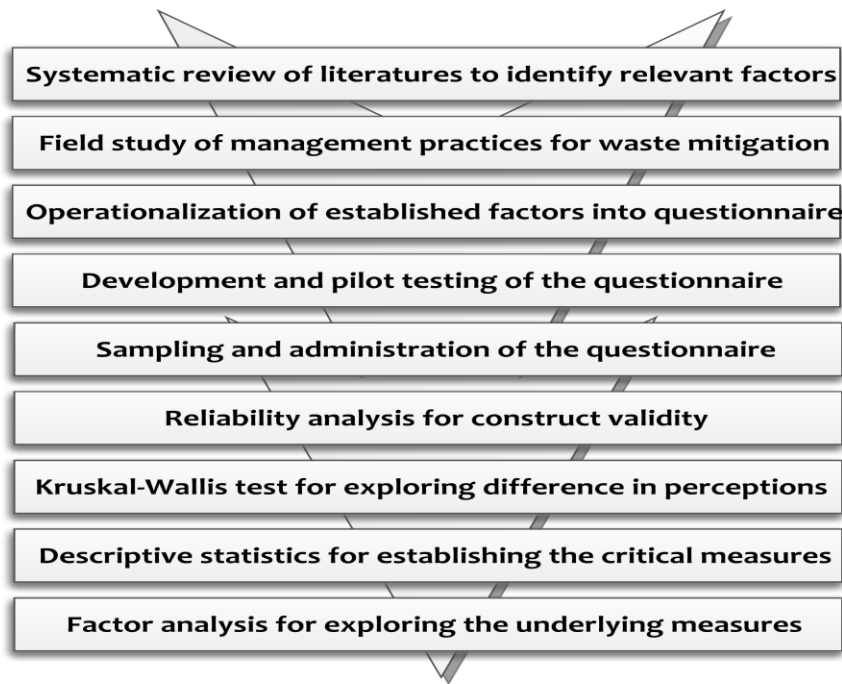 Systematic review of literatures to identify relevant factors
Field study of management practices for waste mitigation
Operationalization of established factors into questionnaire
Development and pilot testing of the questionnaire
Sampling and administration of the questionnaire
Reliability analysis for construct validity
Kruskal-Wallis test for exploring difference in perceptions
Descriptive statistics for establishing the critical measures
Factor analysis for exploring the underlying measures